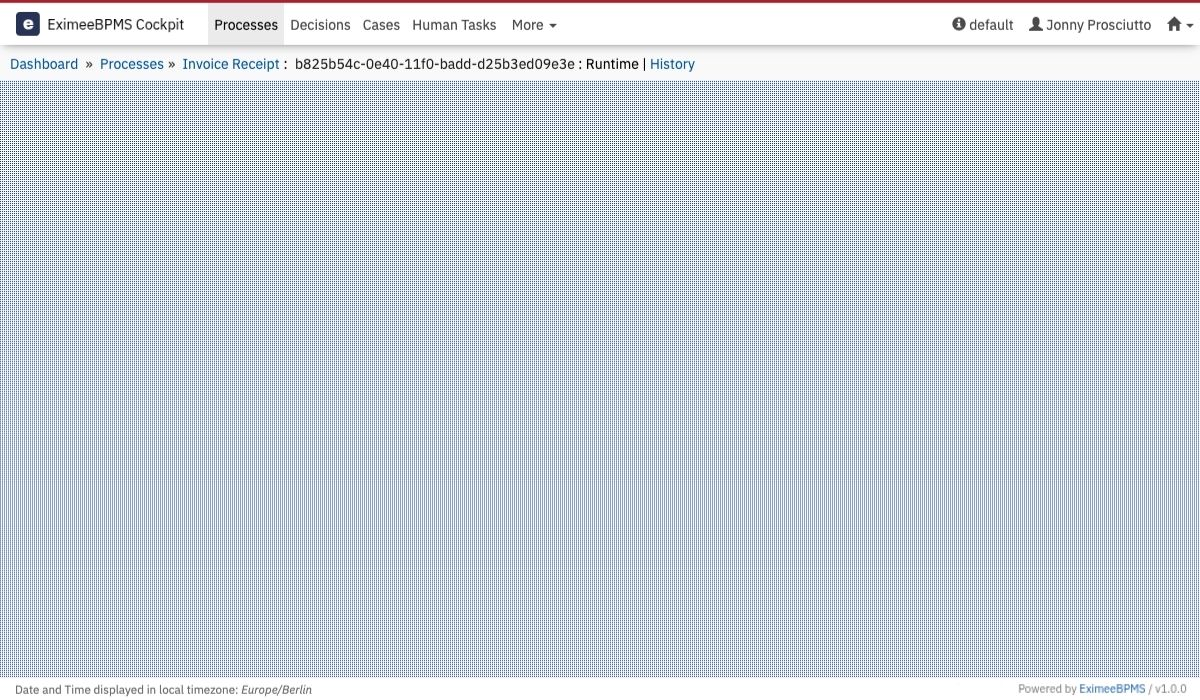 e EximeeBPMS Cockpit Processes Decisions Cases Human Tasks More default Jonny Prosciutto
Dashboard » Processes » Invoice Receipt : b825b54c-0e40-11f0-badd-d25b3ed09e3e : Runtime | History
Date and Time displayed in local timezone: Europe/Berlin Powered by EximeeBPMS / v1.0.0